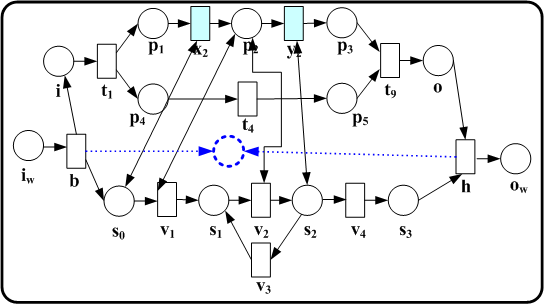 p1 x2 p2 y2 p3
i t1 t9 o
p4 t4 p5
iw b h ow
s0 v1 s1 v2 s2 v4 s3
v3